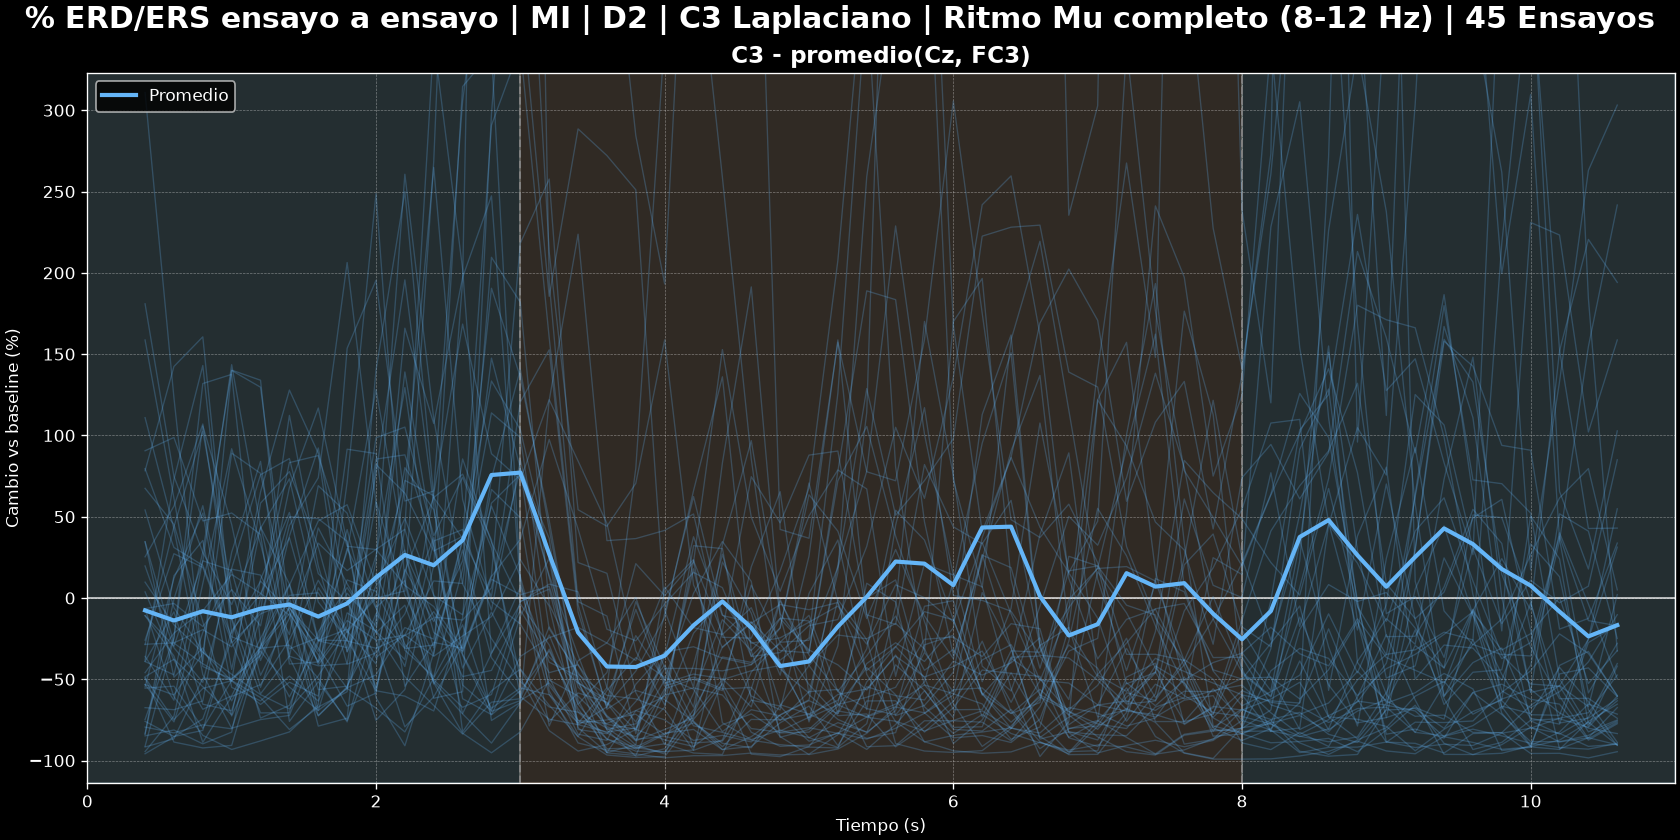 % ERD/ERS ensayo a ensayo | MI | D2 | C3 Laplaciano | Ritmo Mu completo (8-12 Hz) | 45 Ensayos
C3 - promedio(Cz, FC3)
Promedio
300
250
200
150
100
50
0
−50
−100
Cambio vs baseline (%)
0 2 4 6 8 10
Tiempo (s)